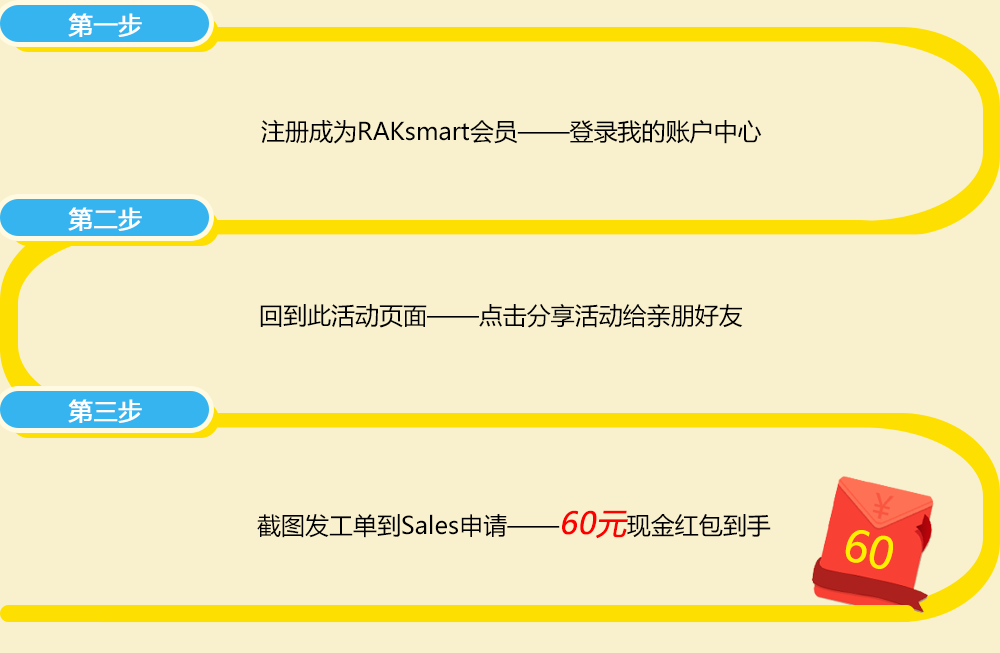 第一步
注册成为RAKsmart会员——登录我的账户中心
第二步
回到此活动页面——点击分享活动给亲朋好友
第三步
截图发工单到Sales申请——60元现金红包到手
¥
60